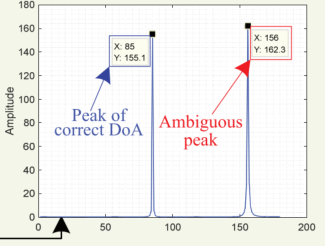 180
160
140
120
100
80
60
40
20
0
Amplitude
X: 85
Y: 155.1
X: 156
Y: 162.3
Peak of
correct DoA
Ambiguous
peak
0
50
100
150
200